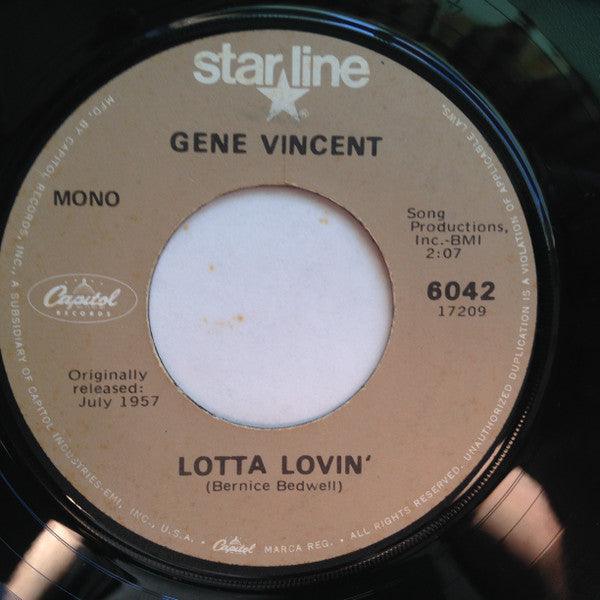 starline
®
GENE VINCENT
MONO
Song
Productions,
Inc.-BMI
2:07
Capitol
RECORDS
6042
17209
Originally
released:
July 1957
LOTTA LOVIN'
(Bernice Bedwell)
MFD. BY CAPITOL RECORDS, INC., A SUBSIDIARY OF CAPITOL INDUSTRIES-EMI, INC., U.S.A. • Capitol MARCA REG. • ALL RIGHTS RESERVED. UNAUTHORIZED DUPLICATION IS A VIOLATION OF APPLICABLE LAWS.